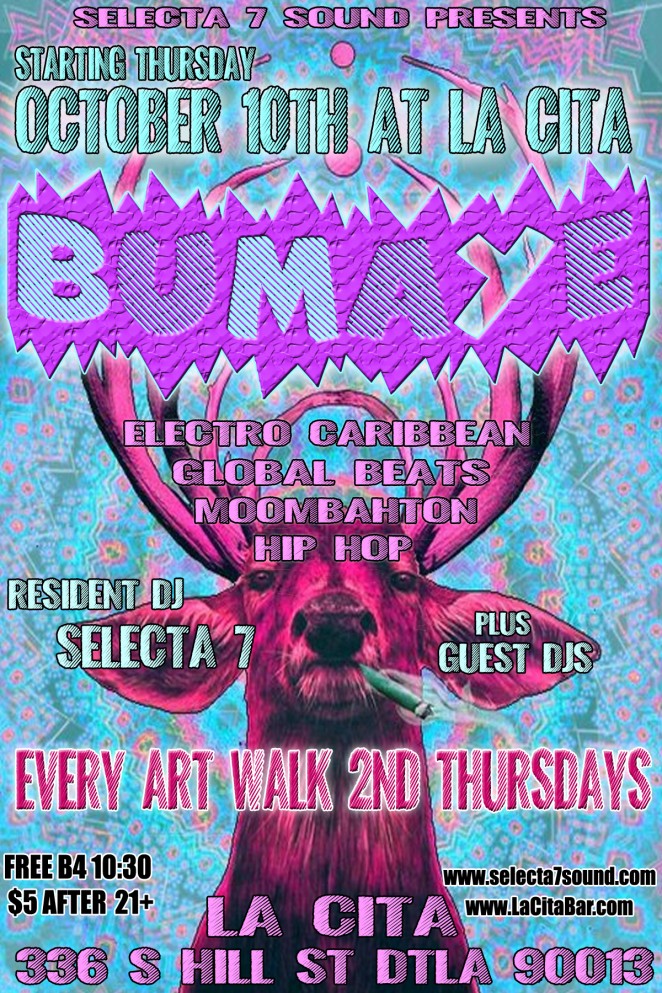 SELECTA 7 SOUND PRESENTS
STARTING THURSDAY
OCTOBER 10TH AT LA CITA
BUMAYE
ELECTRO CARIBBEAN
GLOBAL BEATS
MOOMBAHTON
HIP HOP
RESIDENT DJ
SELECTA 7
PLUS
GUEST DJS
EVERY ART WALK 2ND THURSDAYS
FREE B4 10:30
$5 AFTER 21+
www.selecta7sound.com
www.LaCitaBar.com
LA CITA
336 S HILL ST DTLA 90013